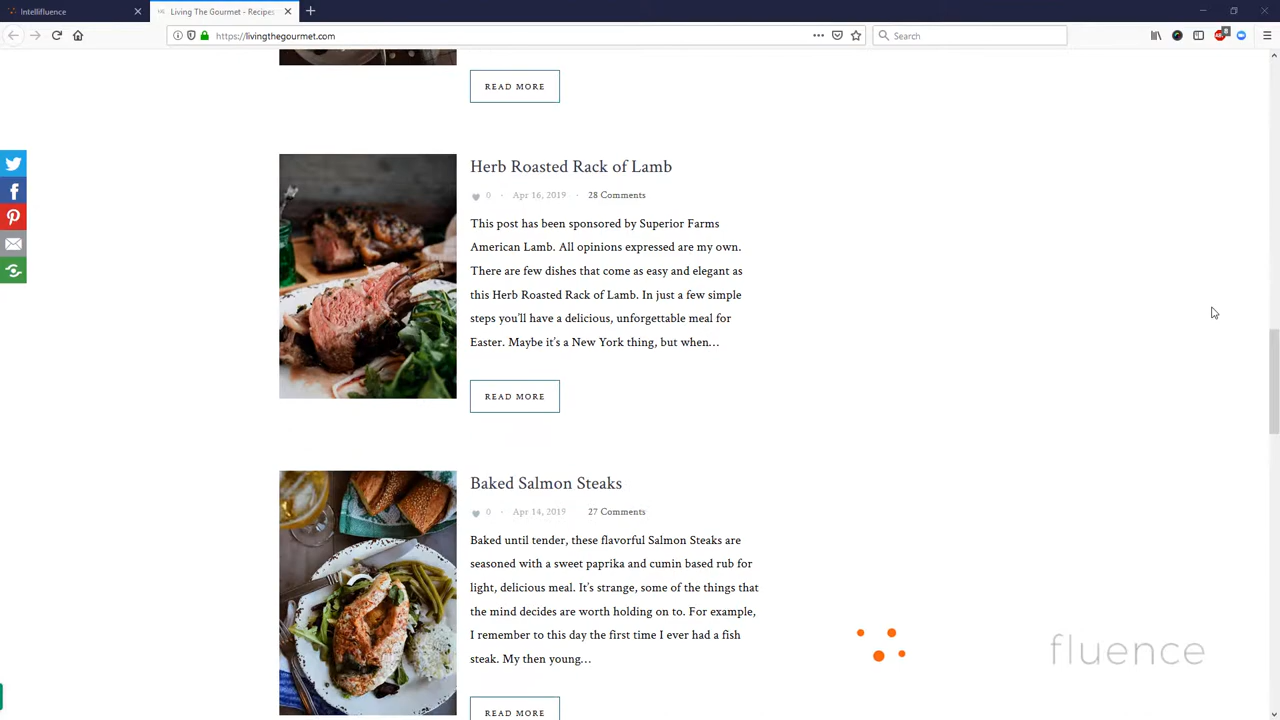 Intellifluence
Living The Gourmet - Recipes
https://livingthegourmet.com
Search
READ MORE
Herb Roasted Rack of Lamb
0 · Apr 16, 2019 · 28 Comments
This post has been sponsored by Superior Farms
American Lamb. All opinions expressed are my own.
There are few dishes that come as easy and elegant as
this Herb Roasted Rack of Lamb. In just a few simple
steps you'll have a delicious, unforgettable meal for
Easter. Maybe it's a New York thing, but when…
READ MORE
Baked Salmon Steaks
0 · Apr 14, 2019 27 Comments
Baked until tender, these flavorful Salmon Steaks are
seasoned with a sweet paprika and cumin based rub for
light, delicious meal. It's strange, some of the things that
the mind decides are worth holding on to. For example,
I remember to this day the first time I ever had a fish
steak. My then young…
fluence
READ MORE